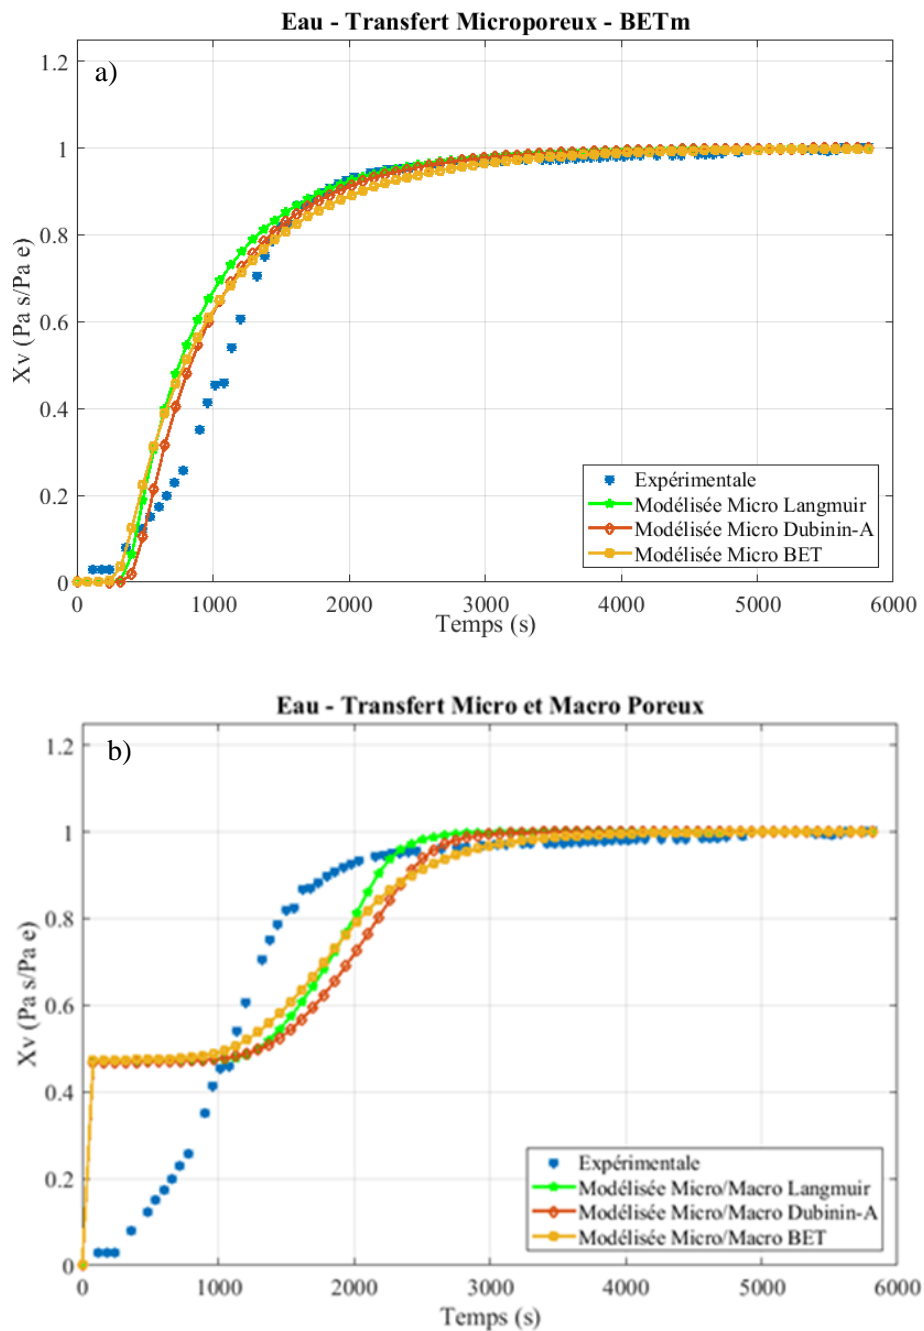 Eau - Transfert Microporeux - BETm
a)
1.2
1
0.8
0.6
0.4
0.2
0
Xv (Pa s/Pa e)
Expérimentale
Modélisée Micro Langmuir
Modélisée Micro Dubinin-A
Modélisée Micro BET
0 1000 2000 3000 4000 5000 6000
Temps (s)
Eau - Transfert Micro et Macro Poreux
b)
1.2
1
0.8
0.6
0.4
0.2
0
Xv (Pa s/Pa e)
Expérimentale
Modélisée Micro/Macro Langmuir
Modélisée Micro/Macro Dubinin-A
Modélisée Micro/Macro BET
0 1000 2000 3000 4000 5000 6000
Temps (s)